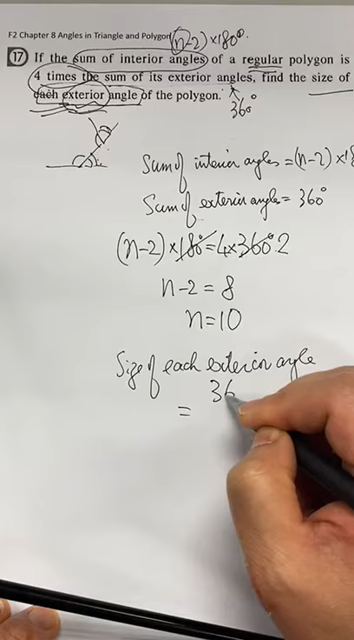 F2 Chapter 8 Angles in Triangle and Polygon (n-2)×180°
17 If the sum of interior angles of a regular polygon is
4 times the sum of its exterior angles, find the size of
each exterior angle of the polygon.
360°
Sum of interior angles = (n-2) × 18
Sum of exterior angles = 360°
(n-2) × 180° = 4×360° 2
n-2 = 8
n=10
Size of each exterior angle
= 36